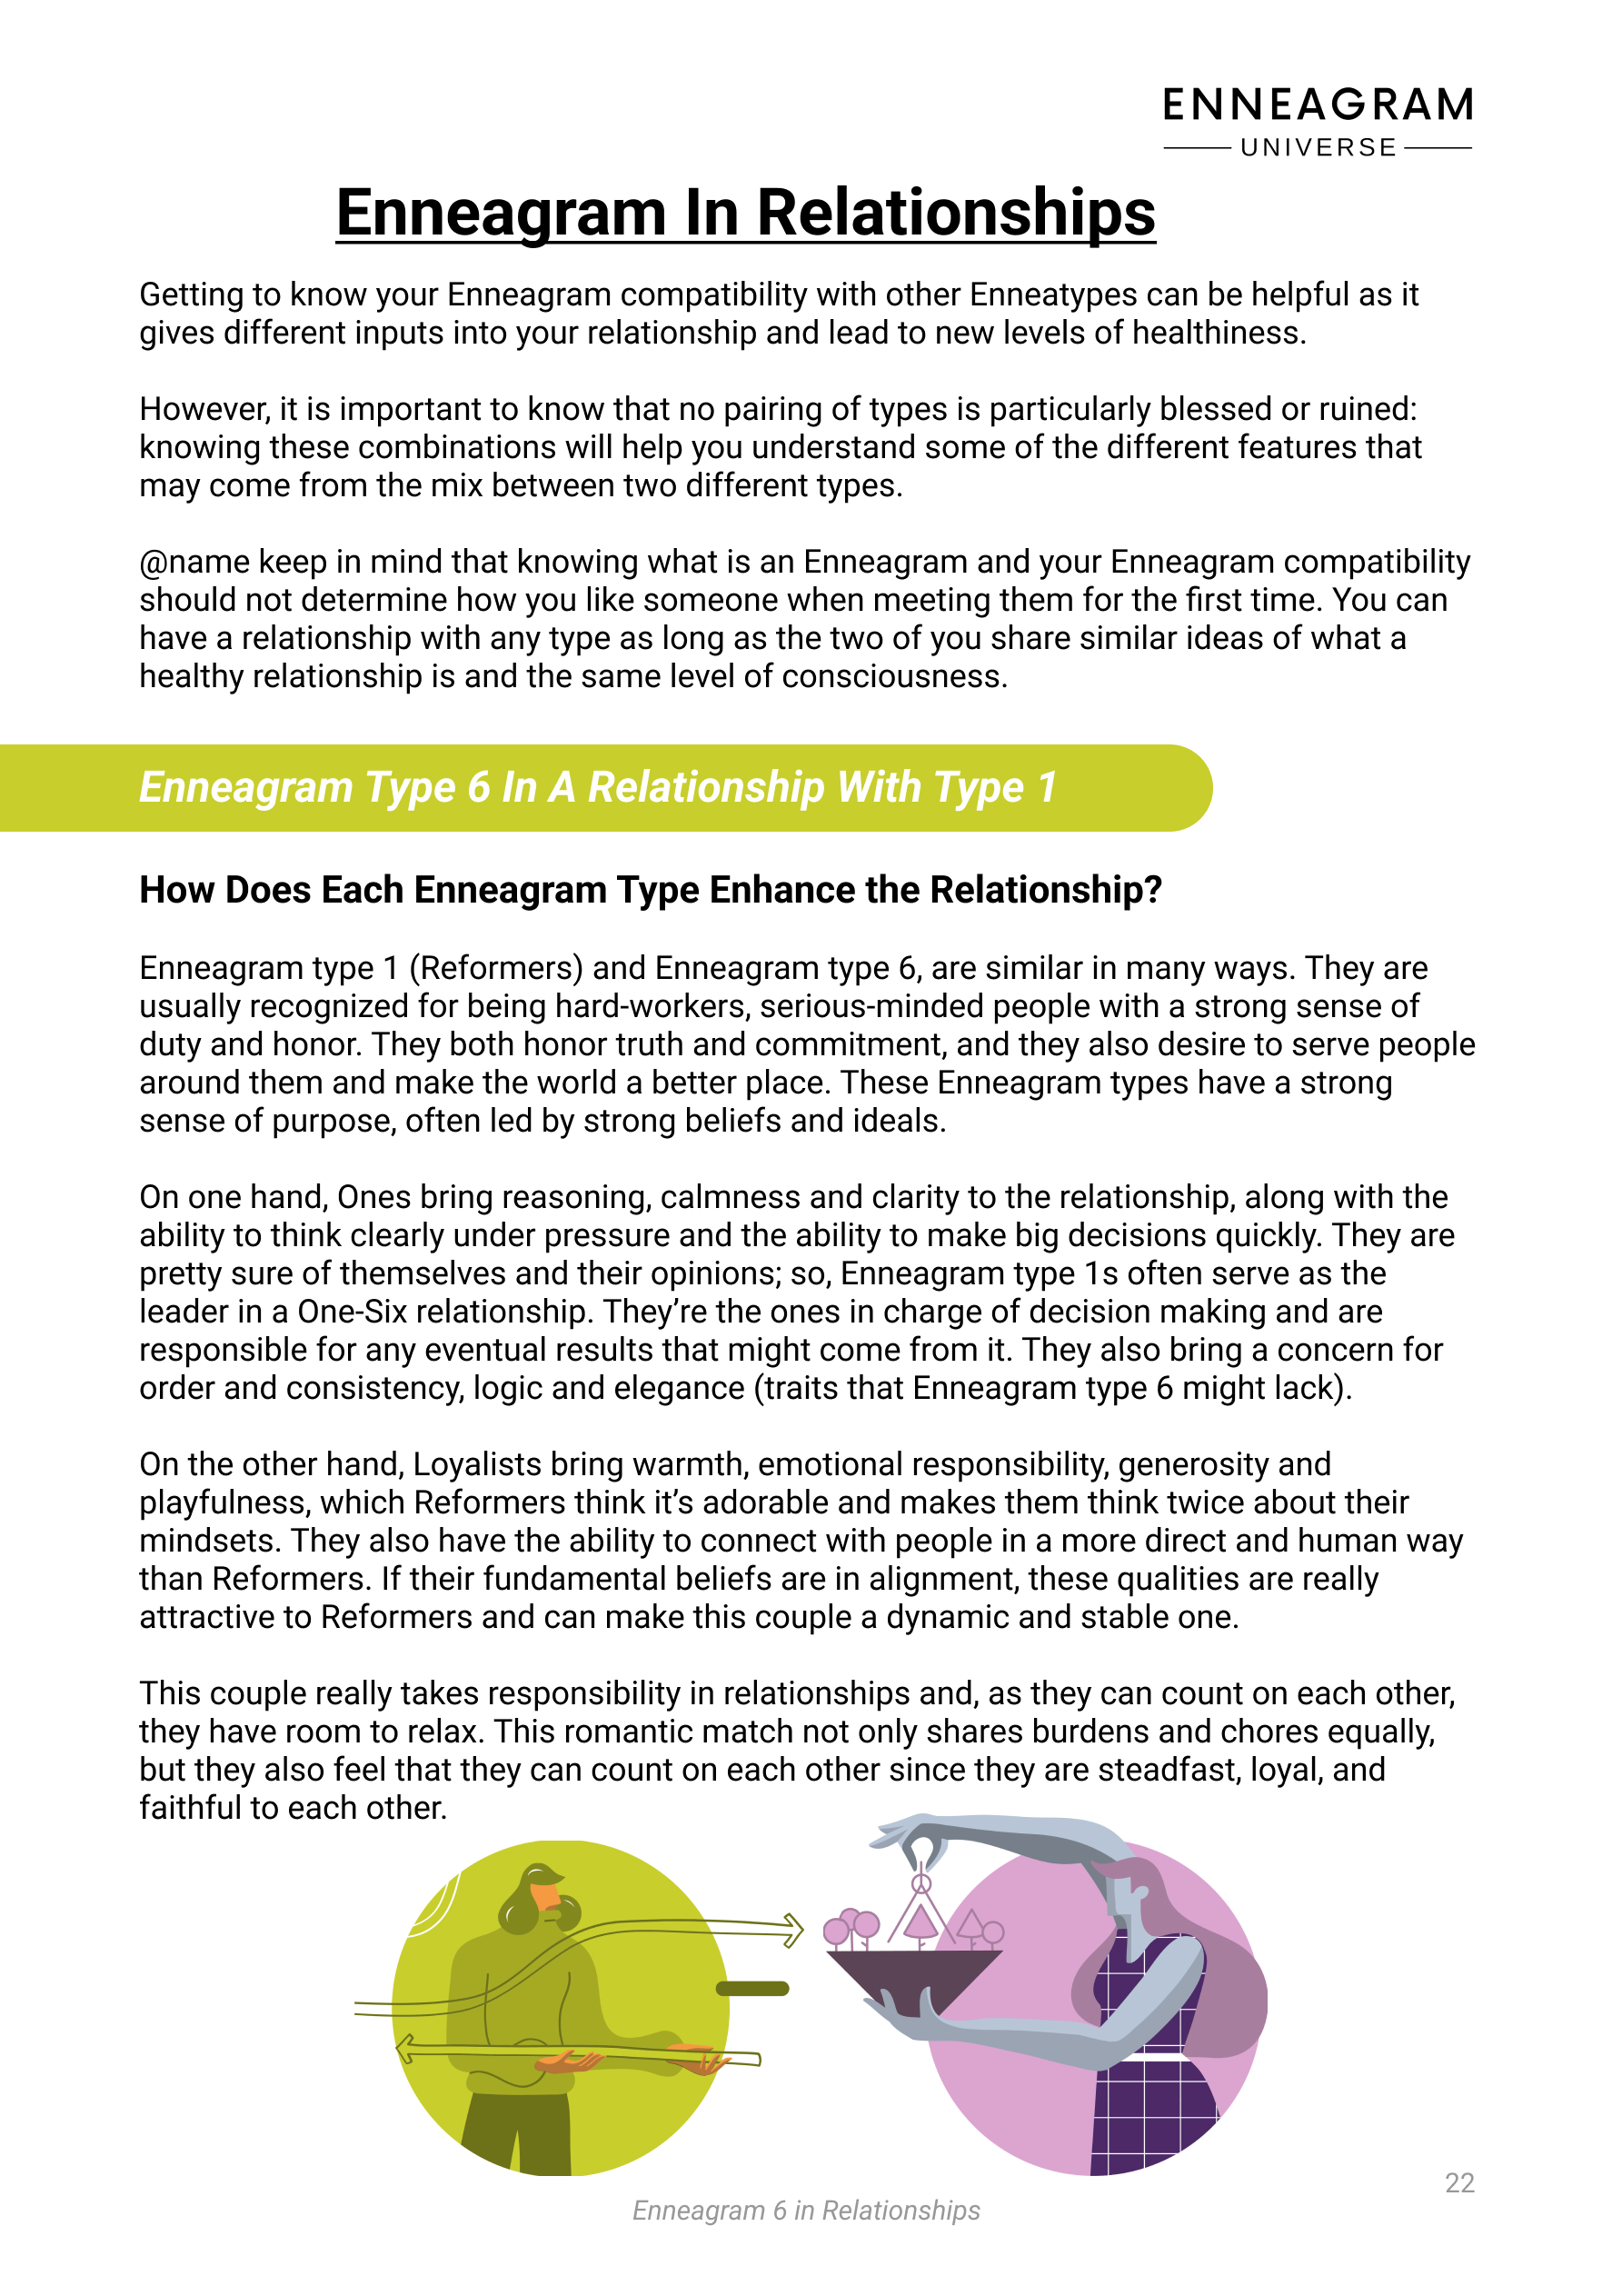 ENNEAGRAM
UNIVERSE
Enneagram In Relationships
Getting to know your Enneagram compatibility with other Enneatypes can be helpful as it
gives different inputs into your relationship and lead to new levels of healthiness.
However, it is important to know that no pairing of types is particularly blessed or ruined:
knowing these combinations will help you understand some of the different features that
may come from the mix between two different types.
@name keep in mind that knowing what is an Enneagram and your Enneagram compatibility
should not determine how you like someone when meeting them for the first time. You can
have a relationship with any type as long as the two of you share similar ideas of what a
healthy relationship is and the same level of consciousness.
Enneagram Type 6 In A Relationship With Type 1
How Does Each Enneagram Type Enhance the Relationship?
Enneagram type 1 (Reformers) and Enneagram type 6, are similar in many ways. They are
usually recognized for being hard-workers, serious-minded people with a strong sense of
duty and honor. They both honor truth and commitment, and they also desire to serve people
around them and make the world a better place. These Enneagram types have a strong
sense of purpose, often led by strong beliefs and ideals.
On one hand, Ones bring reasoning, calmness and clarity to the relationship, along with the
ability to think clearly under pressure and the ability to make big decisions quickly. They are
pretty sure of themselves and their opinions; so, Enneagram type 1s often serve as the
leader in a One-Six relationship. They’re the ones in charge of decision making and are
responsible for any eventual results that might come from it. They also bring a concern for
order and consistency, logic and elegance (traits that Enneagram type 6 might lack).
On the other hand, Loyalists bring warmth, emotional responsibility, generosity and
playfulness, which Reformers think it’s adorable and makes them think twice about their
mindsets. They also have the ability to connect with people in a more direct and human way
than Reformers. If their fundamental beliefs are in alignment, these qualities are really
attractive to Reformers and can make this couple a dynamic and stable one.
This couple really takes responsibility in relationships and, as they can count on each other,
they have room to relax. This romantic match not only shares burdens and chores equally,
but they also feel that they can count on each other since they are steadfast, loyal, and
faithful to each other.
22
Enneagram 6 in Relationships